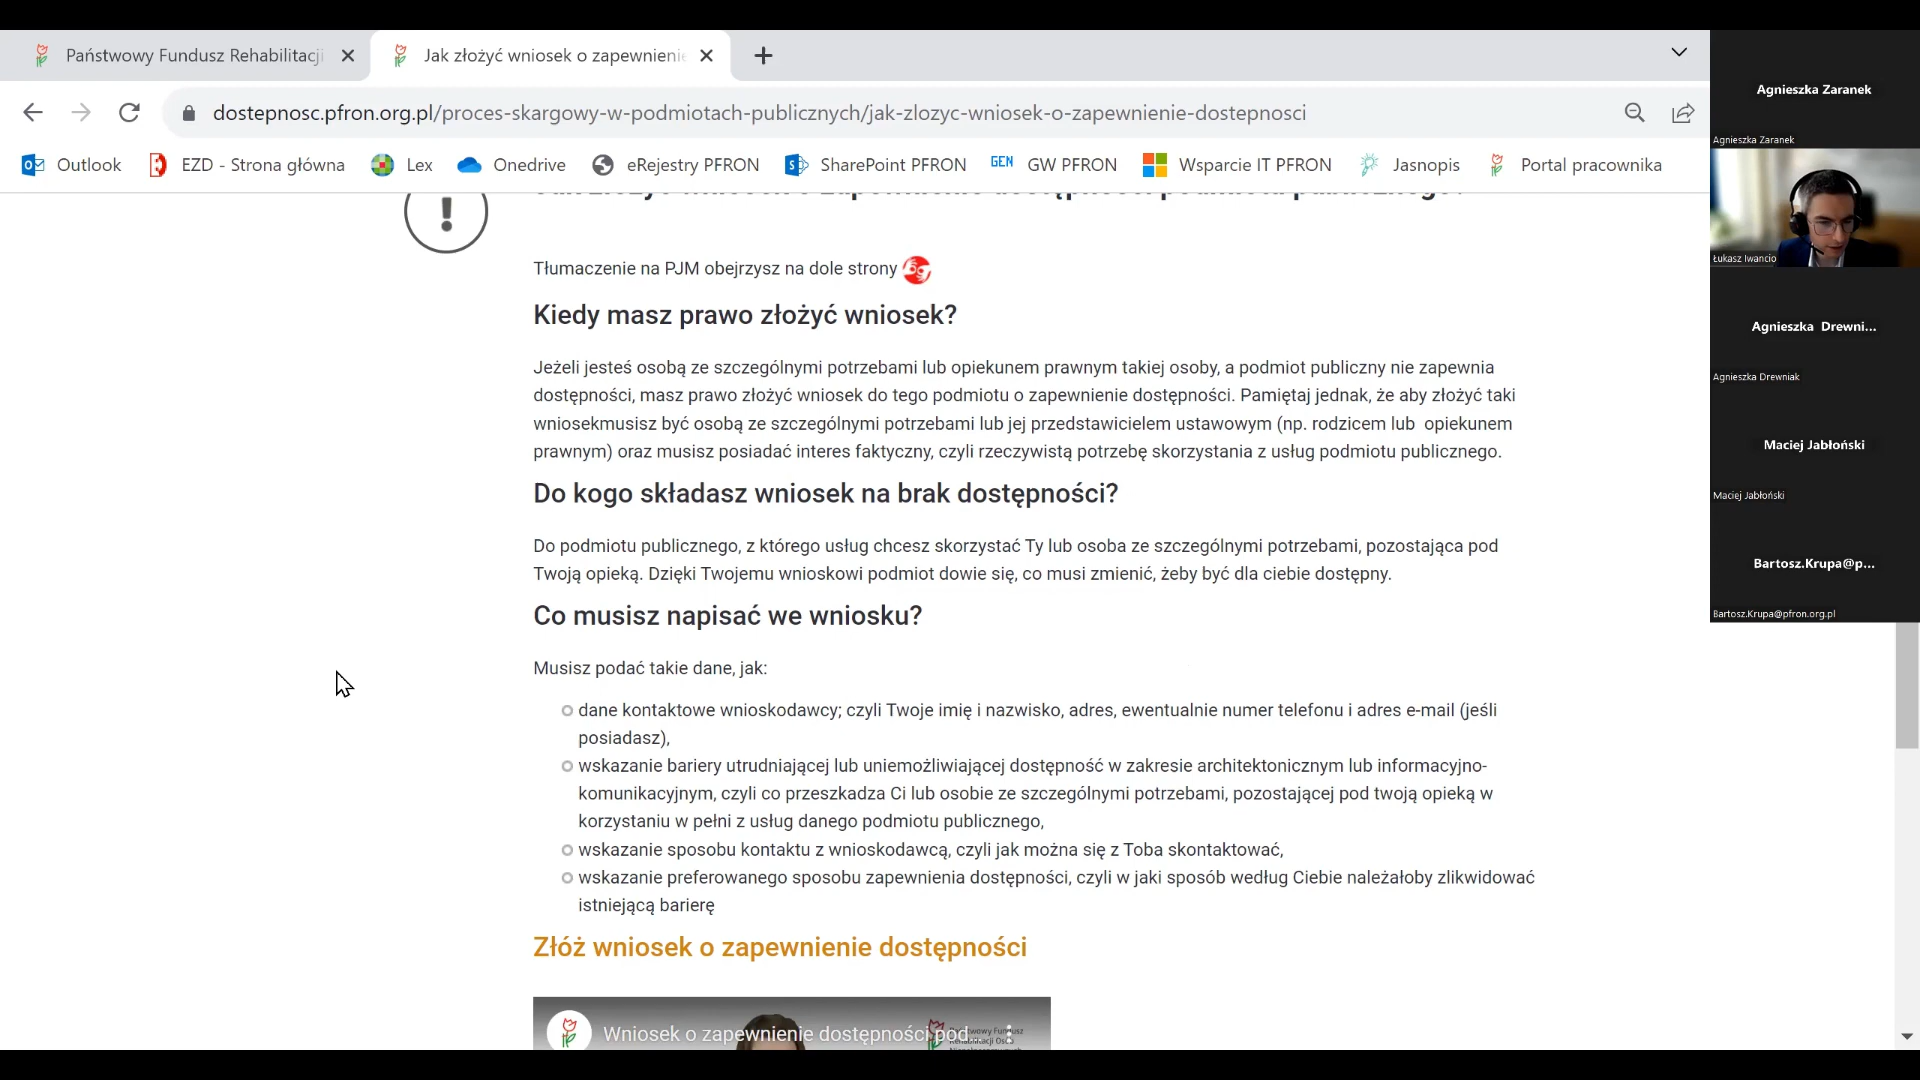 Państwowy Fundusz Rehabilitacji
Jak złożyć wniosek o zapewnienie
dostepnosc.pfron.org.pl/proces-skargowy-w-podmiotach-publicznych/jak-zlozyc-wniosek-o-zapewnienie-dostepnosci
Outlook
EZD - Strona główna
Lex
Onedrive
eRejestry PFRON
SharePoint PFRON
GEN
GW PFRON
Wsparcie IT PFRON
Jasnopis
Portal pracownika
Tłumaczenie na PJM obejrzysz na dole strony
Kiedy masz prawo złożyć wniosek?
Jeżeli jesteś osobą ze szczególnymi potrzebami lub opiekunem prawnym takiej osoby, a podmiot publiczny nie zapewnia
dostępności, masz prawo złożyć wniosek do tego podmiotu o zapewnienie dostępności. Pamiętaj jednak, że aby złożyć taki
wniosekmusisz być osobą ze szczególnymi potrzebami lub jej przedstawicielem ustawowym (np. rodzicem lub opiekunem
prawnym) oraz musisz posiadać interes faktyczny, czyli rzeczywistą potrzebę skorzystania z usług podmiotu publicznego.
Do kogo składasz wniosek na brak dostępności?
Do podmiotu publicznego, z którego usług chcesz skorzystać Ty lub osoba ze szczególnymi potrzebami, pozostająca pod
Twoją opieką. Dzięki Twojemu wnioskowi podmiot dowie się, co musi zmienić, żeby być dla ciebie dostępny.
Co musisz napisać we wniosku?
Musisz podać takie dane, jak:
dane kontaktowe wnioskodawcy; czyli Twoje imię i nazwisko, adres, ewentualnie numer telefonu i adres e-mail (jeśli
posiadasz),
wskazanie bariery utrudniającej lub uniemożliwiającej dostępność w zakresie architektonicznym lub informacyjno-
komunikacyjnym, czyli co przeszkadza Ci lub osobie ze szczególnymi potrzebami, pozostającej pod twoją opieką w
korzystaniu w pełni z usług danego podmiotu publicznego,
wskazanie sposobu kontaktu z wnioskodawcą, czyli jak można się z Toba skontaktować,
wskazanie preferowanego sposobu zapewnienia dostępności, czyli w jaki sposób według Ciebie należałoby zlikwidować
istniejącą barierę
Złóż wniosek o zapewnienie dostępności
Wniosek o zapewnienie dostępności pod...
Agnieszka Zaranek
Agnieszka Zaranek
Łukasz Iwancio
Agnieszka Drewni...
Agnieszka Drewniak
Maciej Jabłoński
Maciej Jabłoński
Bartosz.Krupa@p...
Bartosz.Krupa@pfron.org.pl